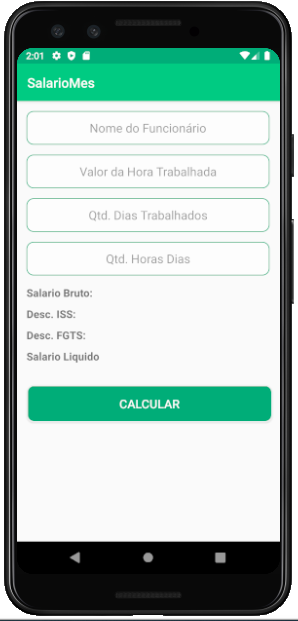 2:01
SalarioMes
Nome do Funcionário
Valor da Hora Trabalhada
Qtd. Dias Trabalhados
Qtd. Horas Dias
Salario Bruto:
Desc. ISS:
Desc. FGTS:
Salario Liquido
CALCULAR